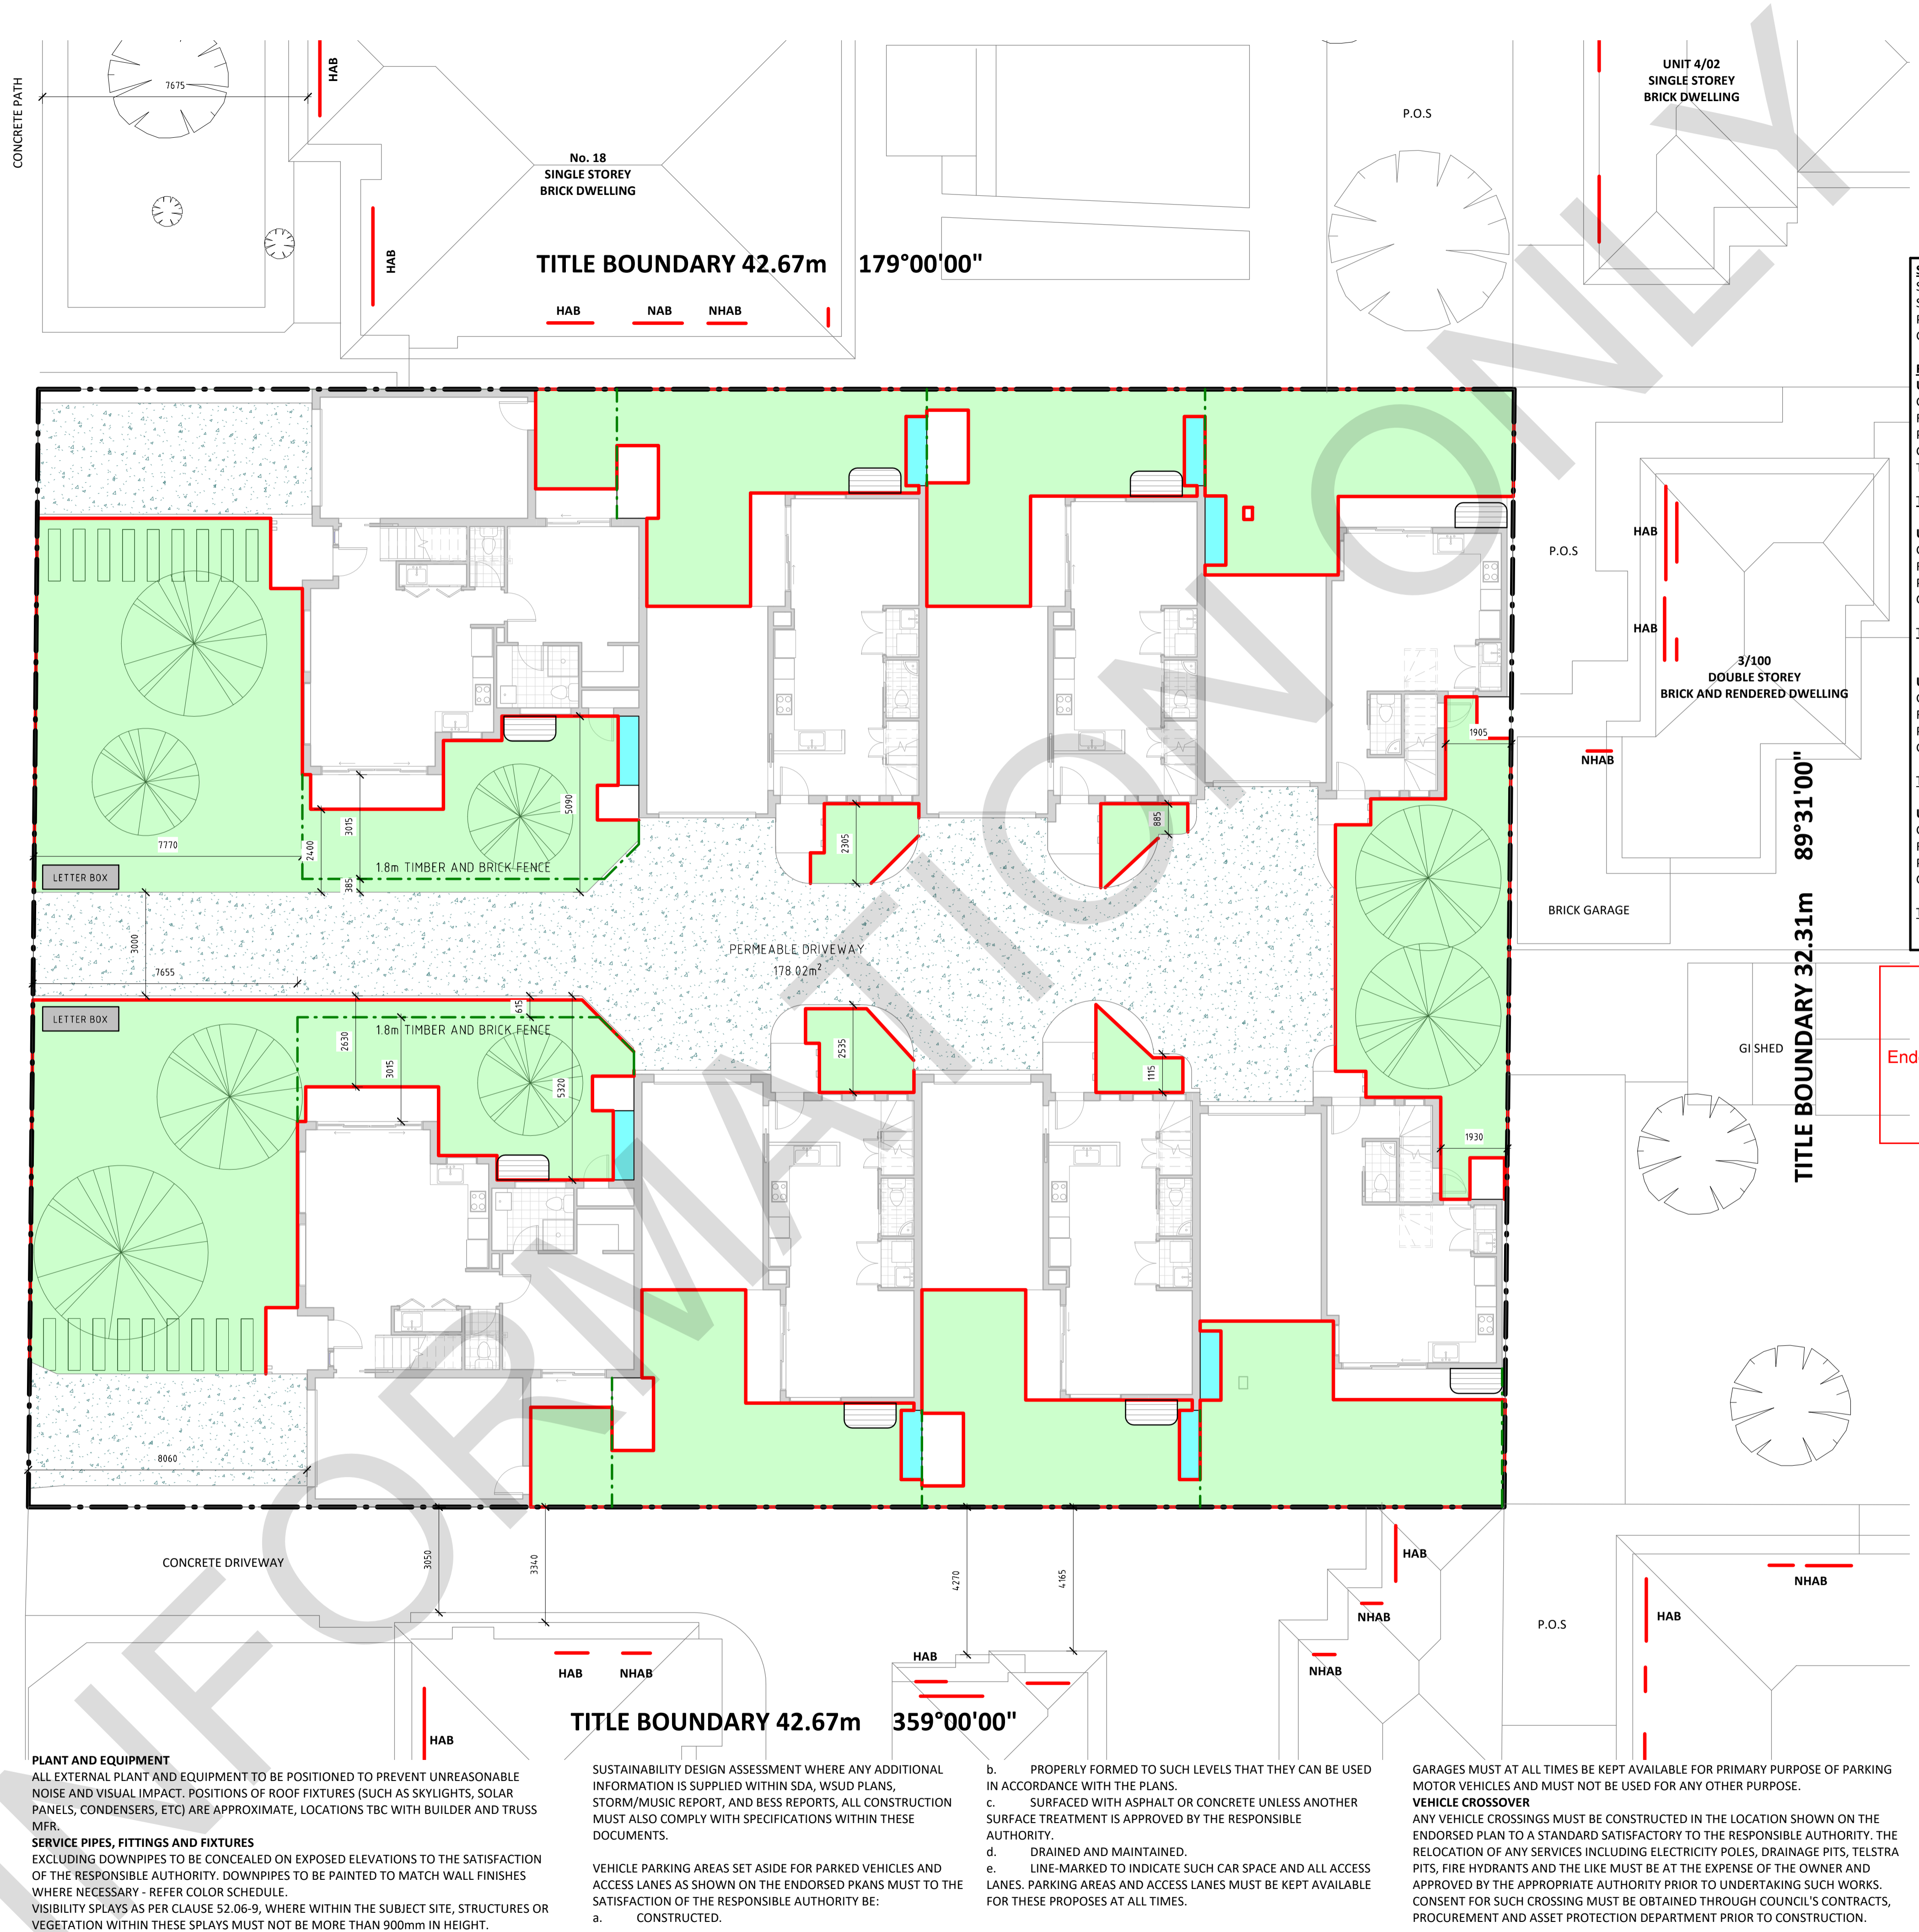 CONCRETE PATH
7675
HAB
No. 18
SINGLE STOREY
BRICK DWELLING
HAB
TITLE BOUNDARY 42.67m 179°00'00"
HAB NAB NHAB
P.O.S
UNIT 4/02
SINGLE STOREY
BRICK DWELLING
P.O.S
HAB
HAB
3/100
DOUBLE STOREY
BRICK AND RENDERED DWELLING
NHAB
1905
885
2305
5090
3015
2400
385
7770
1.8m TIMBER AND BRICK FENCE
LETTER BOX
BRICK GARAGE
TITLE BOUNDARY 32.31m 89°31'00"
3000
7655
PERMEABLE DRIVEWAY
178.02m²
LETTER BOX
615
1.8m TIMBER AND BRICK FENCE
2630
3015
5320
2535
1115
1930
GI SHED
End
8060
CONCRETE DRIVEWAY
3050
3340
4270
4165
HAB
NHAB
NHAB
P.O.S
NHAB
HAB
HAB NHAB
HAB
HAB
TITLE BOUNDARY 42.67m 359°00'00"
PLANT AND EQUIPMENT
ALL EXTERNAL PLANT AND EQUIPMENT TO BE POSITIONED TO PREVENT UNREASONABLE
NOISE AND VISUAL IMPACT. POSITIONS OF ROOF FIXTURES (SUCH AS SKYLIGHTS, SOLAR
PANELS, CONDENSERS, ETC) ARE APPROXIMATE, LOCATIONS TBC WITH BUILDER AND TRUSS
MFR.
SERVICE PIPES, FITTINGS AND FIXTURES
EXCLUDING DOWNPIPES TO BE CONCEALED ON EXPOSED ELEVATIONS TO THE SATISFACTION
OF THE RESPONSIBLE AUTHORITY. DOWNPIPES TO BE PAINTED TO MATCH WALL FINISHES
WHERE NECESSARY - REFER COLOR SCHEDULE.
VISIBILITY SPLAYS AS PER CLAUSE 52.06-9, WHERE WITHIN THE SUBJECT SITE, STRUCTURES OR
VEGETATION WITHIN THESE SPLAYS MUST NOT BE MORE THAN 900mm IN HEIGHT.
SUSTAINABILITY DESIGN ASSESSMENT WHERE ANY ADDITIONAL
INFORMATION IS SUPPLIED WITHIN SDA, WSUD PLANS,
STORM/MUSIC REPORT, AND BESS REPORTS, ALL CONSTRUCTION
MUST ALSO COMPLY WITH SPECIFICATIONS WITHIN THESE
DOCUMENTS.
VEHICLE PARKING AREAS SET ASIDE FOR PARKED VEHICLES AND
ACCESS LANES AS SHOWN ON THE ENDORSED PKANS MUST TO THE
SATISFACTION OF THE RESPONSIBLE AUTHORITY BE:
a. CONSTRUCTED.
b. PROPERLY FORMED TO SUCH LEVELS THAT THEY CAN BE USED
IN ACCORDANCE WITH THE PLANS.
c. SURFACED WITH ASPHALT OR CONCRETE UNLESS ANOTHER
SURFACE TREATMENT IS APPROVED BY THE RESPONSIBLE
AUTHORITY.
d. DRAINED AND MAINTAINED.
e. LINE-MARKED TO INDICATE SUCH CAR SPACE AND ALL ACCESS
LANES. PARKING AREAS AND ACCESS LANES MUST BE KEPT AVAILABLE
FOR THESE PROPOSES AT ALL TIMES.
GARAGES MUST AT ALL TIMES BE KEPT AVAILABLE FOR PRIMARY PURPOSE OF PARKING
MOTOR VEHICLES AND MUST NOT BE USED FOR ANY OTHER PURPOSE.
VEHICLE CROSSOVER
ANY VEHICLE CROSSINGS MUST BE CONSTRUCTED IN THE LOCATION SHOWN ON THE
ENDORSED PLAN TO A STANDARD SATISFACTORY TO THE RESPONSIBLE AUTHORITY. THE
RELOCATION OF ANY SERVICES INCLUDING ELECTRICITY POLES, DRAINAGE PITS, TELSTRA
PITS, FIRE HYDRANTS AND THE LIKE MUST BE AT THE EXPENSE OF THE OWNER AND
APPROVED BY THE APPROPRIATE AUTHORITY PRIOR TO UNDERTAKING SUCH WORKS.
CONSENT FOR SUCH CROSSING MUST BE OBTAINED THROUGH COUNCIL'S CONTRACTS,
PROCUREMENT AND ASSET PROTECTION DEPARTMENT PRIOR TO CONSTRUCTION.
INFORMATION ONLY